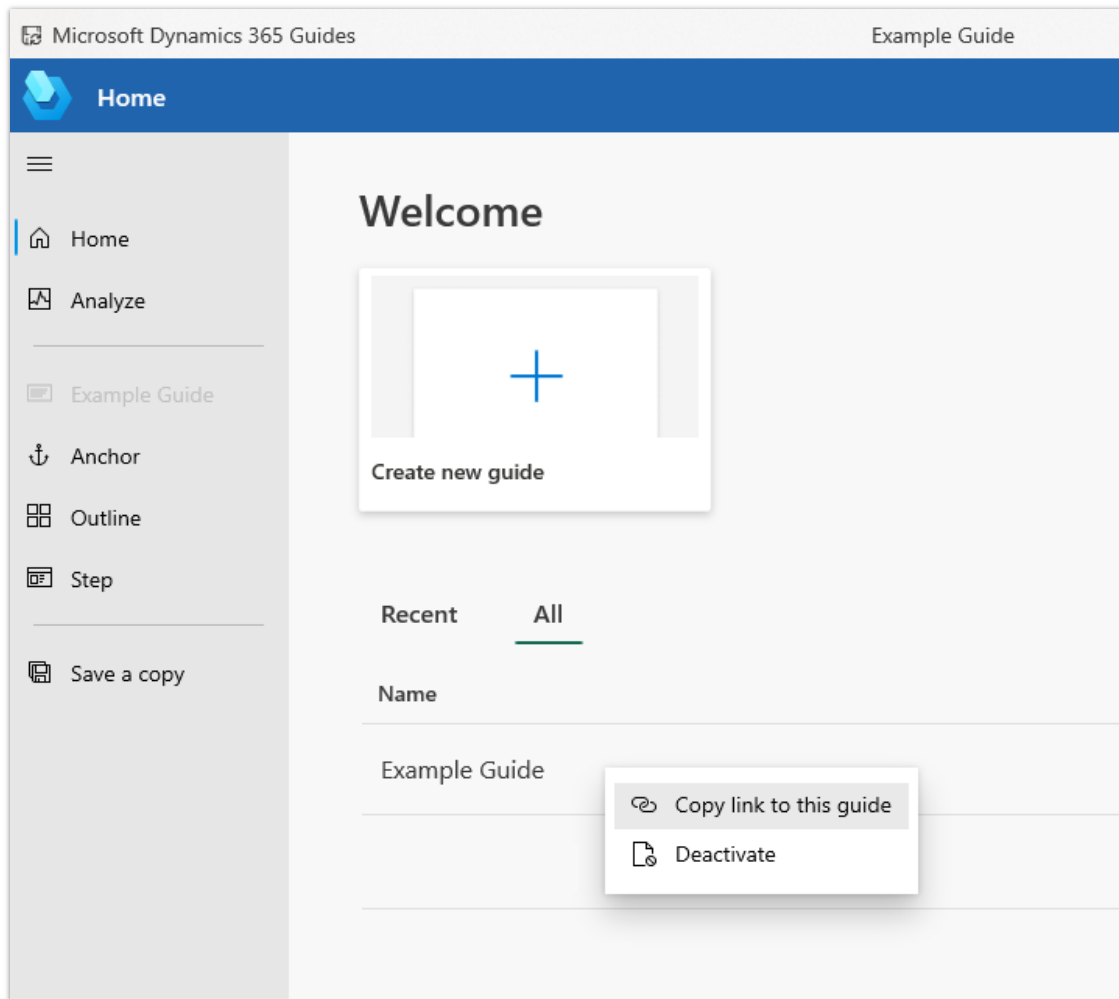 Microsoft Dynamics 365 Guides
Example Guide
Home
Home
Analyze
Example Guide
Anchor
Outline
Step
Save a copy
Welcome
Create new guide
Recent
All
Name
Example Guide
Copy link to this guide
Deactivate